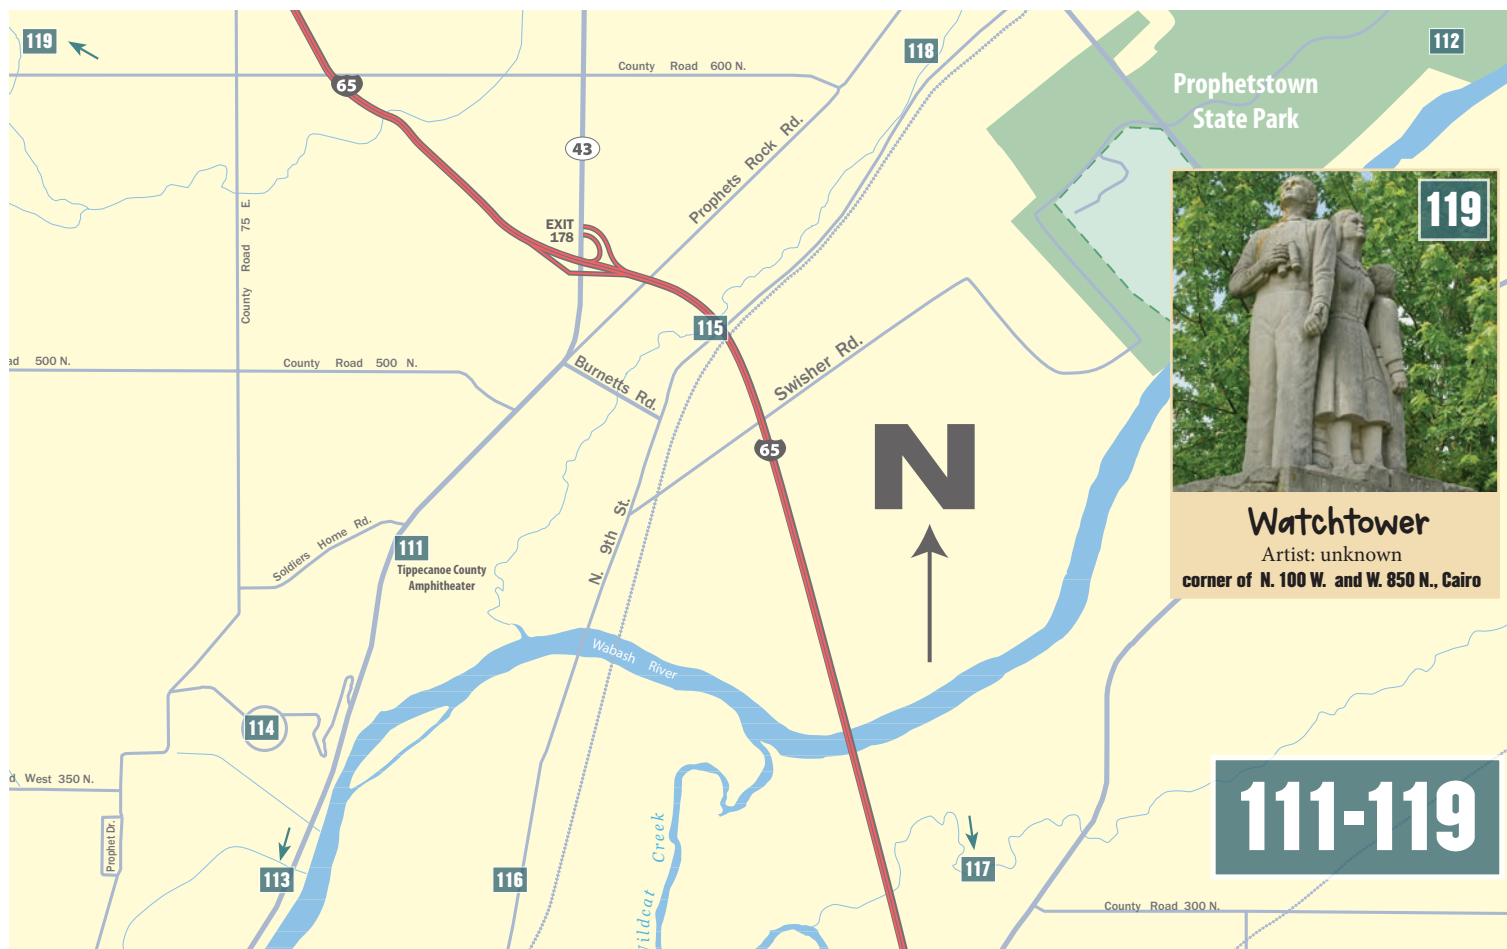 119
118
112
County Road 600 N.
65
Prophetstown
State Park
43
Prophets Rock Rd.
119
County Road 75 E.
EXIT
178
115
500 N.
County Road 500 N.
Burnetts Rd.
Swisher Rd.
65
N
N. 9th St.
Soldiers Home Rd.
111
Tippecanoe County
Amphitheater
Watchtower
Artist: unknown
corner of N. 100 W. and W. 850 N., Cairo
Wabash River
114
West 350 N.
111-119
Prophet Dr.
Creek
113
116
117
County Road 300 N.